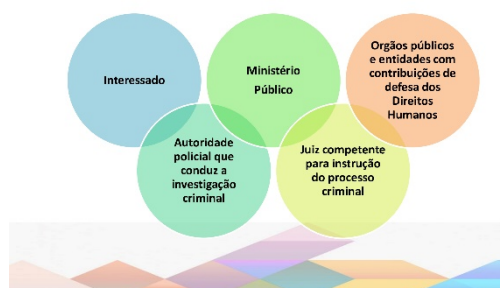 Interessado
Ministério
Público
Orgãos públicos
e entidades com
contribuições de
defesa dos
Direitos
Humanos
Autoridade
policial que
conduz a
investigação
criminal
Juiz competente
para instrução
do processo
criminal